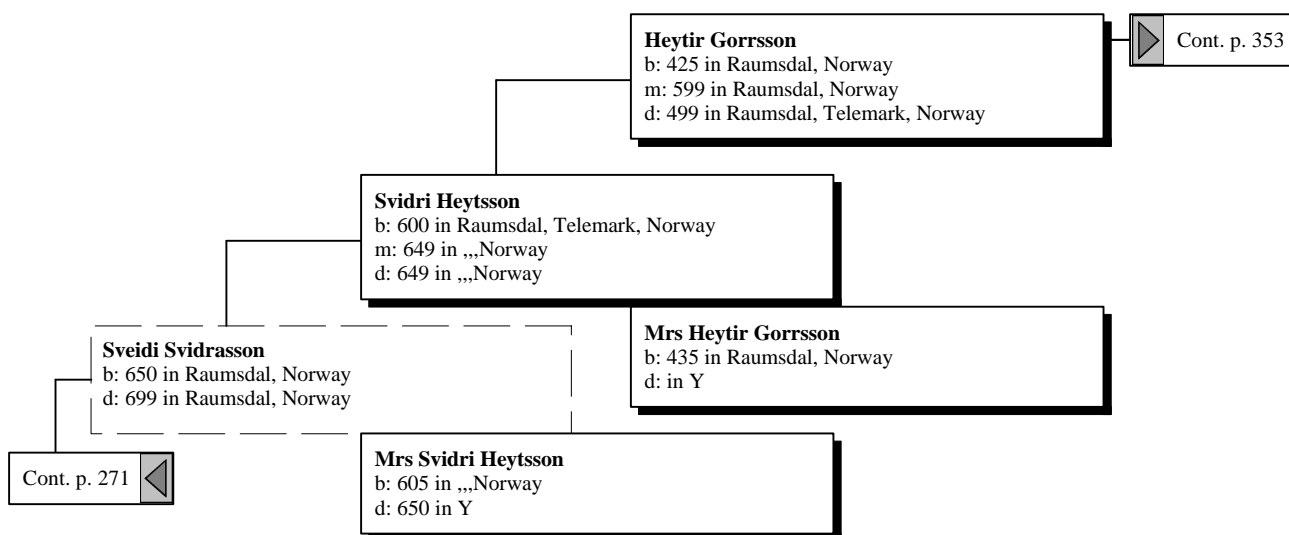 Heytir Gorrsson
b: 425 in Raumsdal, Norway
m: 599 in Raumsdal, Norway
d: 499 in Raumsdal, Telemark, Norway
Cont. p. 353
Svidri Heytsson
b: 600 in Raumsdal, Telemark, Norway
m: 649 in ,,,Norway
d: 649 in ,,,Norway
Mrs Heytir Gorrsson
b: 435 in Raumsdal, Norway
d: in Y
Sveidi Svidrasson
b: 650 in Raumsdal, Norway
d: 699 in Raumsdal, Norway
Cont. p. 271
Mrs Svidri Heytsson
b: 605 in ,,,Norway
d: 650 in Y